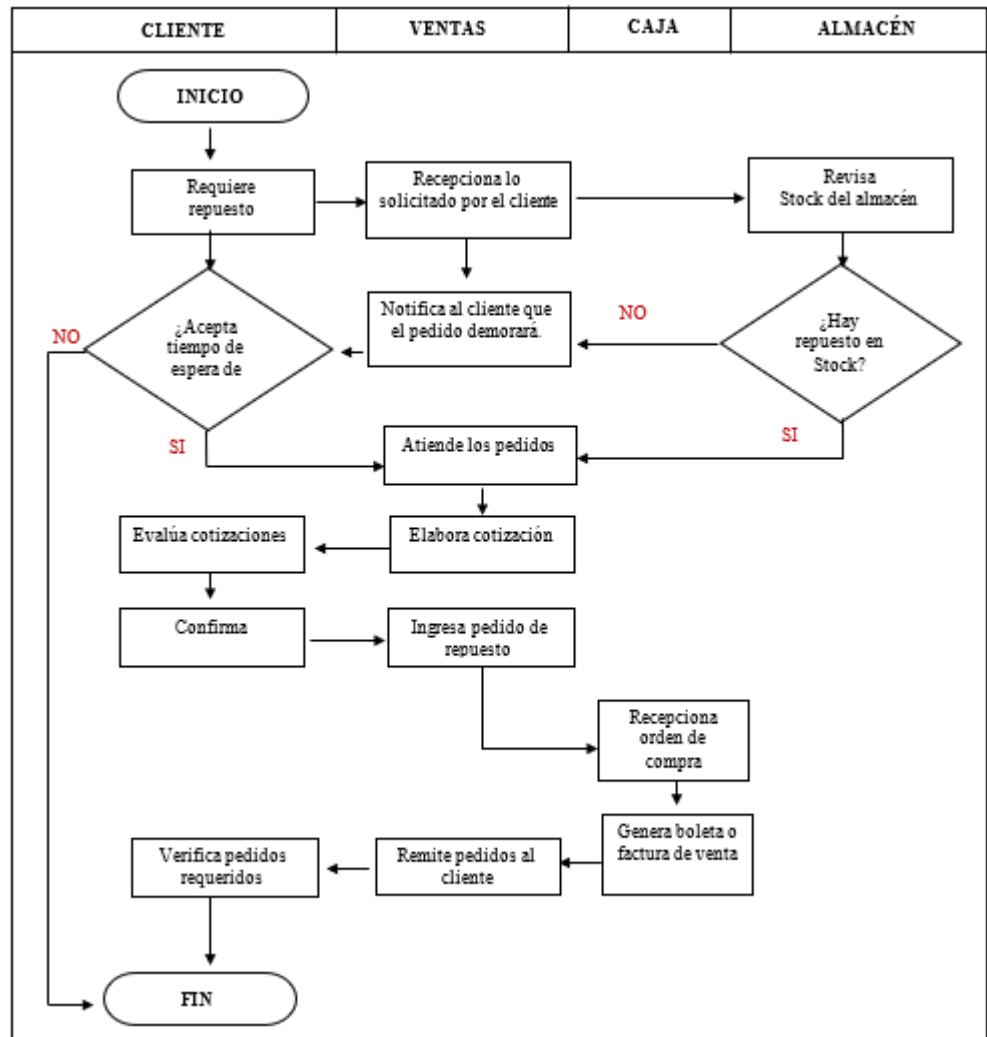 CLIENTE
VENTAS
CAJA
ALMACÉN
INICIO
Requiere
repuesto
Recepciona lo
solicitado por el cliente
Revisa
Stock del almacén
NO
¿Acepta
tiempo de
espera de
Notifica al cliente que
el pedido demorará.
NO
¿Hay
repuesto en
Stock?
SI
Atiende los pedidos
SI
Evalúa cotizaciones
Elabora cotización
Confirma
Ingresa pedido de
repuesto
Recepciona
orden de
compra
Genera boleta o
factura de venta
Verifica pedidos
requeridos
Remite pedidos al
cliente
FIN